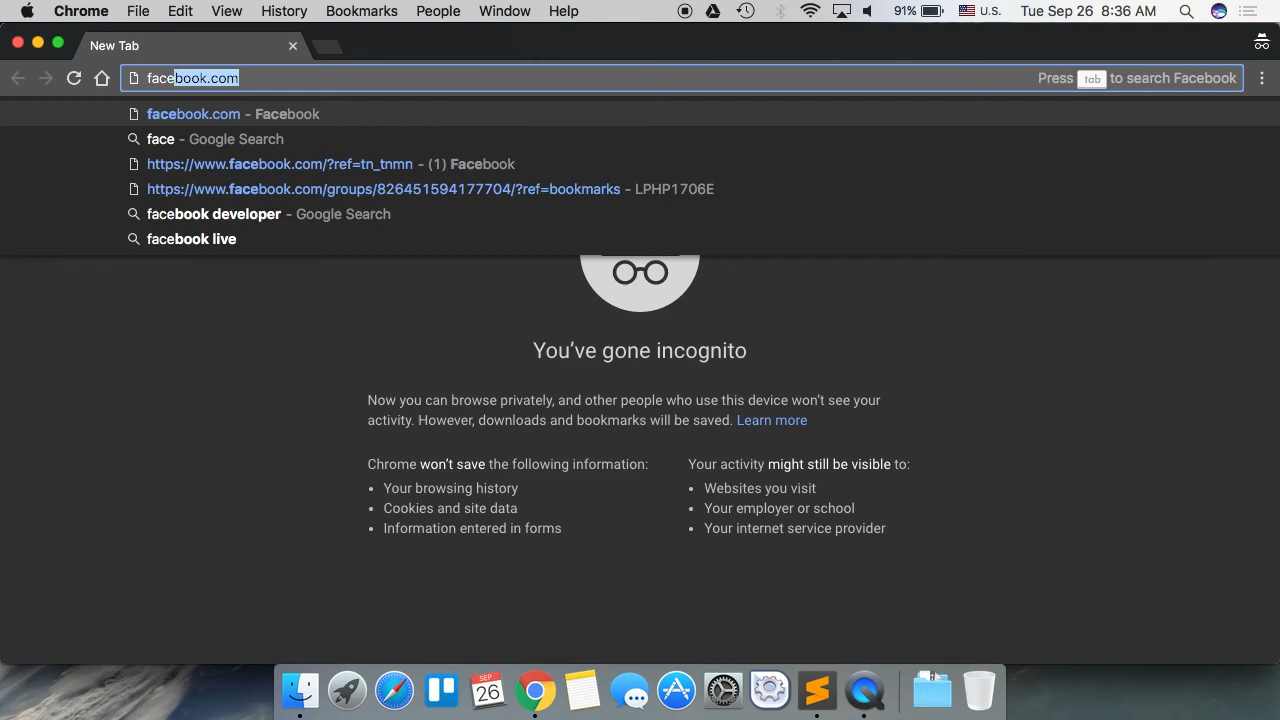 Chrome File Edit View History Bookmarks People Window Help 91% U.S. Tue Sep 26 8:36 AM
New Tab
facebook.com Press tab to search Facebook
facebook.com - Facebook
face - Google Search
https://www.facebook.com/?ref=tn_tnmn - (1) Facebook
https://www.facebook.com/groups/826451594177704/?ref=bookmarks - LPHP1706E
facebook developer - Google Search
facebook live
You've gone incognito
Now you can browse privately, and other people who use this device won't see your
activity. However, downloads and bookmarks will be saved. Learn more
Chrome won't save the following information:
• Your browsing history
• Cookies and site data
• Information entered in forms
Your activity might still be visible to:
• Websites you visit
• Your employer or school
• Your internet service provider
SEP
26